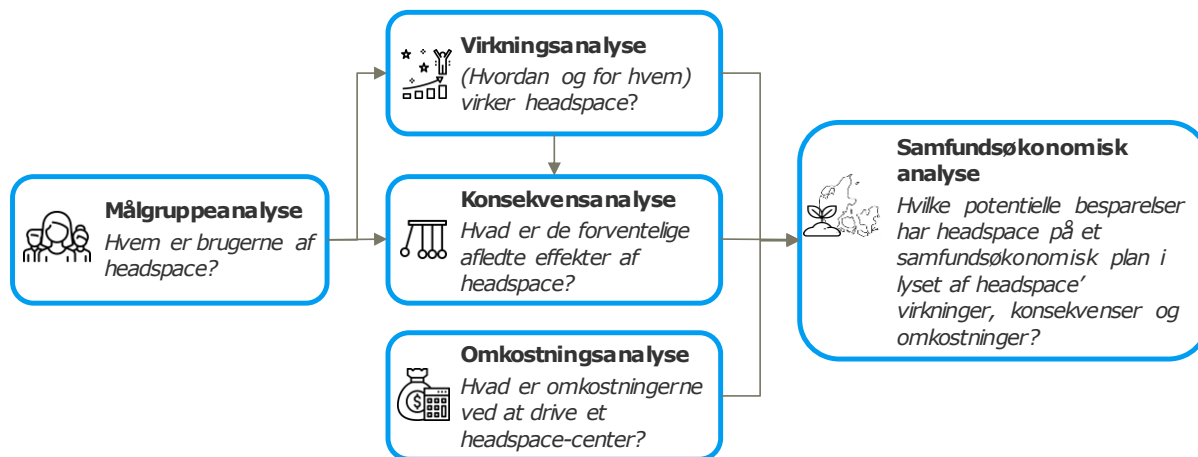 Målgruppeanalyse
Hvem er brugerne af
headspace?
Virkningsanalyse
(Hvordan og for hvem)
virker headspace?
Konsekvensanalyse
Hvad er de forventelige
afledte effekter af
headspace?
Omkostningsanalyse
Hvad er omkostningerne
ved at drive et
headspace-center?
Samfundsøkonomisk
analyse
Hvilke potentielle besparelser
har headspace på et
samfundsøkonomisk plan i
lyset af headspace’
virkninger, konsekvenser og
omkostninger?